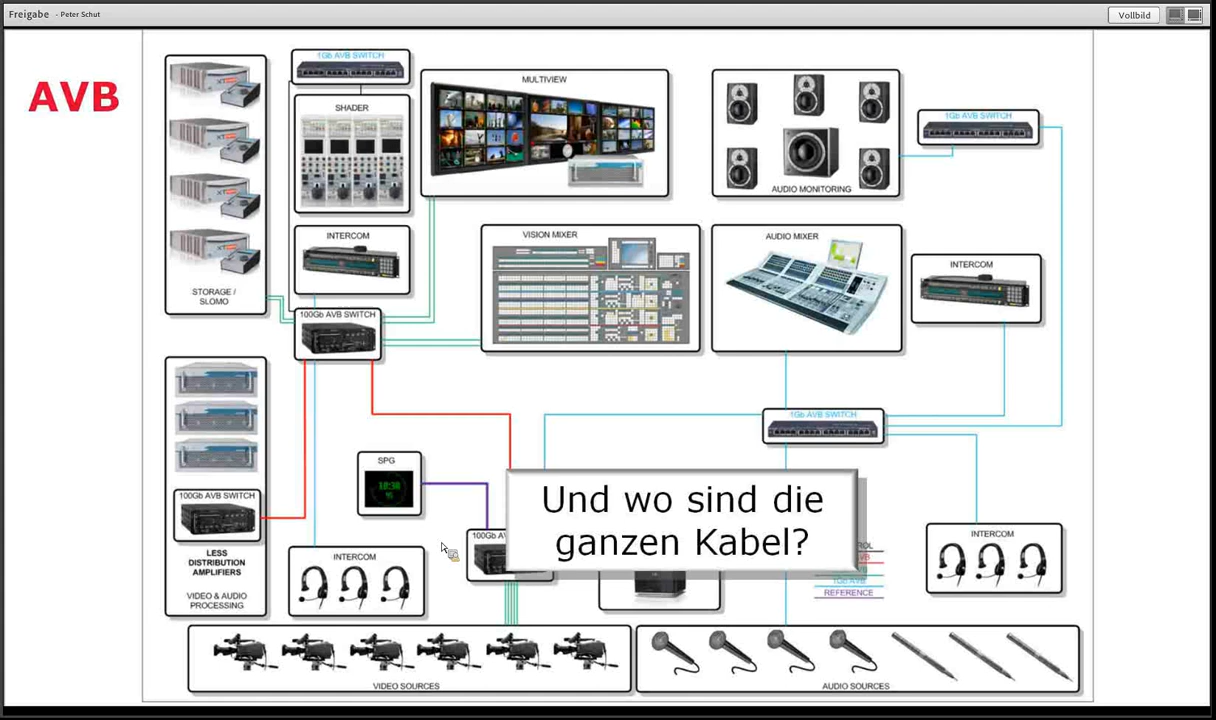 Freigabe - Peter Schut
Vollbild
AVB
1Gb AVB SWITCH
SHADER
MULTIVIEW
AUDIO MONITORING
1Gb AVB SWITCH
INTERCOM
VISION MIXER
AUDIO MIXER
INTERCOM
STORAGE /
SLOMO
100Gb AVB SWITCH
1Gb AVB SWITCH
SPG
100Gb AVB SWITCH
Und wo sind die
ganzen Kabel?
LESS
DISTRIBUTION
AMPLIFIERS
VIDEO & AUDIO
PROCESSING
INTERCOM
INTERCOM
1Gb AVB
REFERENCE
VIDEO SOURCES
AUDIO SOURCES